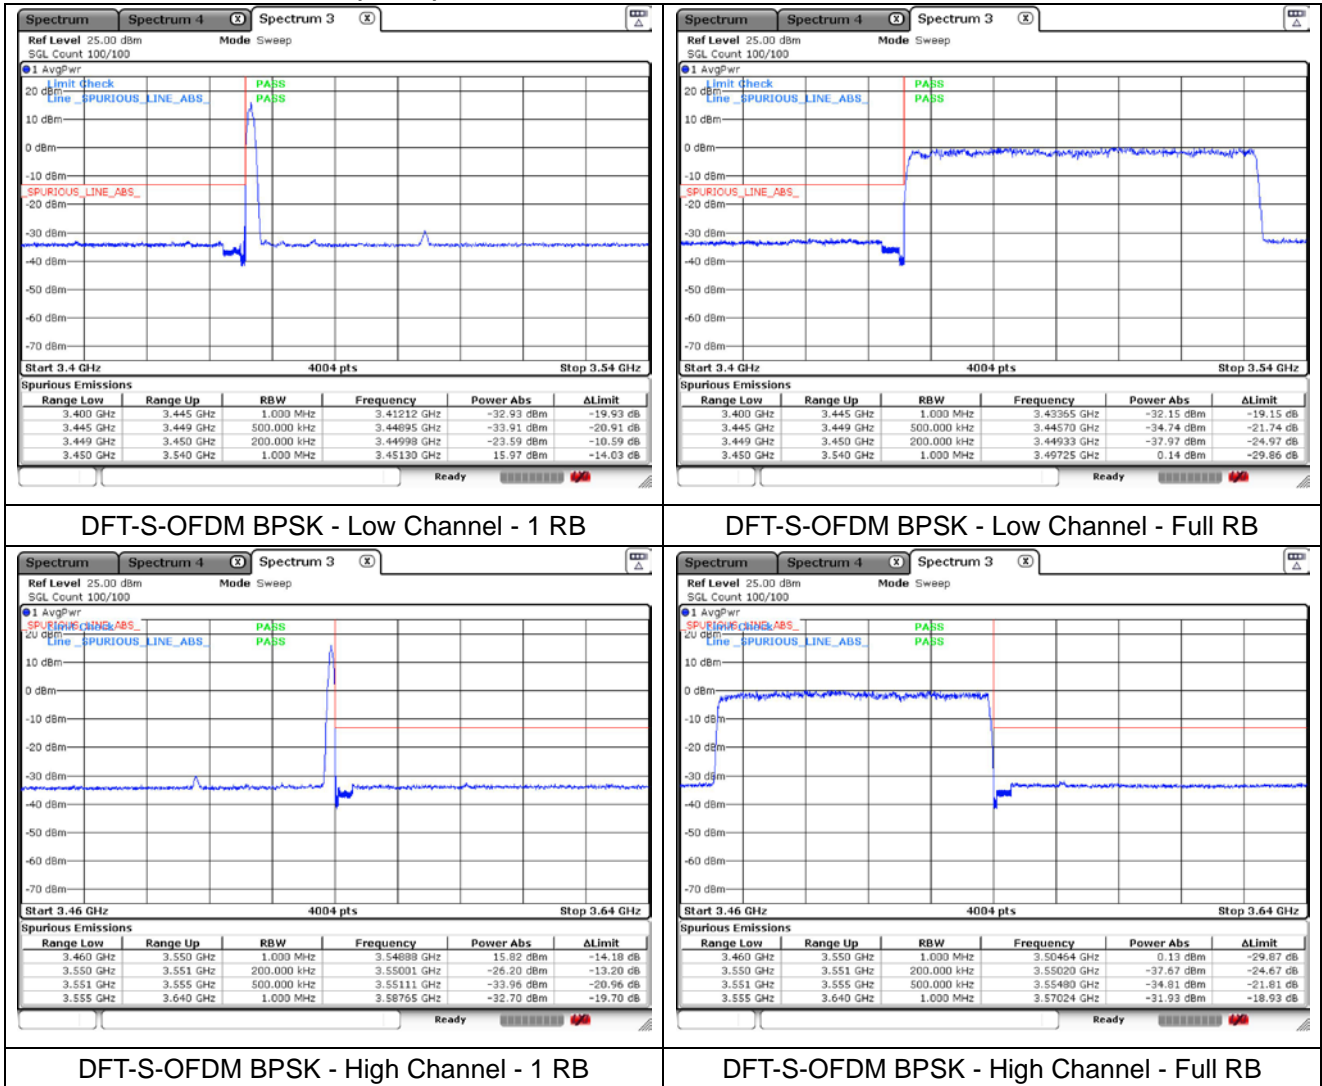 Spectrum Spectrum 4 Spectrum 3
Ref Level 25.00 dBm Mode Sweep
SGL Count 100/100
1 AvgPwr
Limit Check PASS
20 dBm
Line _SPURIOUS_LINE_ABS_ PASS
10 dBm
0 dBm
-10 dBm
_SPURIOUS_LINE_ABS_
-20 dBm
-30 dBm
-40 dBm
-50 dBm
-60 dBm
-70 dBm
Start 3.4 GHz 4004 pts Stop 3.54 GHz
Spurious Emissions
Range Low Range Up RBW Frequency Power Abs ΔLimit
3.400 GHz 3.445 GHz 1.000 MHz 3.41212 GHz -32.93 dBm -19.93 dB
3.445 GHz 3.449 GHz 500.000 kHz 3.44895 GHz -33.91 dBm -20.91 dB
3.449 GHz 3.450 GHz 200.000 kHz 3.44998 GHz -23.59 dBm -10.59 dB
3.450 GHz 3.540 GHz 1.000 MHz 3.45130 GHz 15.97 dBm -14.03 dB
Ready
DFT-S-OFDM BPSK - Low Channel - 1 RB
Spectrum Spectrum 4 Spectrum 3
Ref Level 25.00 dBm Mode Sweep
SGL Count 100/100
1 AvgPwr
Limit Check PASS
20 dBm
Line _SPURIOUS_LINE_ABS_ PASS
10 dBm
0 dBm
-10 dBm
_SPURIOUS_LINE_ABS_
-20 dBm
-30 dBm
-40 dBm
-50 dBm
-60 dBm
-70 dBm
Start 3.4 GHz 4004 pts Stop 3.54 GHz
Spurious Emissions
Range Low Range Up RBW Frequency Power Abs ΔLimit
3.400 GHz 3.445 GHz 1.000 MHz 3.43365 GHz -32.15 dBm -19.15 dB
3.445 GHz 3.449 GHz 500.000 kHz 3.44570 GHz -34.74 dBm -21.74 dB
3.449 GHz 3.450 GHz 200.000 kHz 3.44933 GHz -37.97 dBm -24.97 dB
3.450 GHz 3.540 GHz 1.000 MHz 3.49725 GHz 0.14 dBm -29.86 dB
Ready
DFT-S-OFDM BPSK - Low Channel - Full RB
Spectrum Spectrum 4 Spectrum 3
Ref Level 25.00 dBm Mode Sweep
SGL Count 100/100
1 AvgPwr
_SPURIOUS_LINE_ABS_
Limit Check PASS
20 dBm
Line _SPURIOUS_LINE_ABS_ PASS
10 dBm
0 dBm
-10 dBm
-20 dBm
-30 dBm
-40 dBm
-50 dBm
-60 dBm
-70 dBm
Start 3.46 GHz 4004 pts Stop 3.64 GHz
Spurious Emissions
Range Low Range Up RBW Frequency Power Abs ΔLimit
3.460 GHz 3.550 GHz 1.000 MHz 3.54888 GHz 15.82 dBm -14.18 dB
3.550 GHz 3.551 GHz 200.000 kHz 3.55001 GHz -26.20 dBm -13.20 dB
3.551 GHz 3.555 GHz 500.000 kHz 3.55111 GHz -33.96 dBm -20.96 dB
3.555 GHz 3.640 GHz 1.000 MHz 3.58765 GHz -32.70 dBm -19.70 dB
Ready
DFT-S-OFDM BPSK - High Channel - 1 RB
Spectrum Spectrum 4 Spectrum 3
Ref Level 25.00 dBm Mode Sweep
SGL Count 100/100
1 AvgPwr
_SPURIOUS_LINE_ABS_
Limit Check PASS
20 dBm
Line _SPURIOUS_LINE_ABS_ PASS
10 dBm
0 dBm
-10 dBm
-20 dBm
-30 dBm
-40 dBm
-50 dBm
-60 dBm
-70 dBm
Start 3.46 GHz 4004 pts Stop 3.64 GHz
Spurious Emissions
Range Low Range Up RBW Frequency Power Abs ΔLimit
3.460 GHz 3.550 GHz 1.000 MHz 3.50464 GHz 0.13 dBm -29.87 dB
3.550 GHz 3.551 GHz 200.000 kHz 3.55020 GHz -37.67 dBm -24.67 dB
3.551 GHz 3.555 GHz 500.000 kHz 3.55480 GHz -34.81 dBm -21.81 dB
3.555 GHz 3.640 GHz 1.000 MHz 3.57024 GHz -31.93 dBm -18.93 dB
Ready
DFT-S-OFDM BPSK - High Channel - Full RB